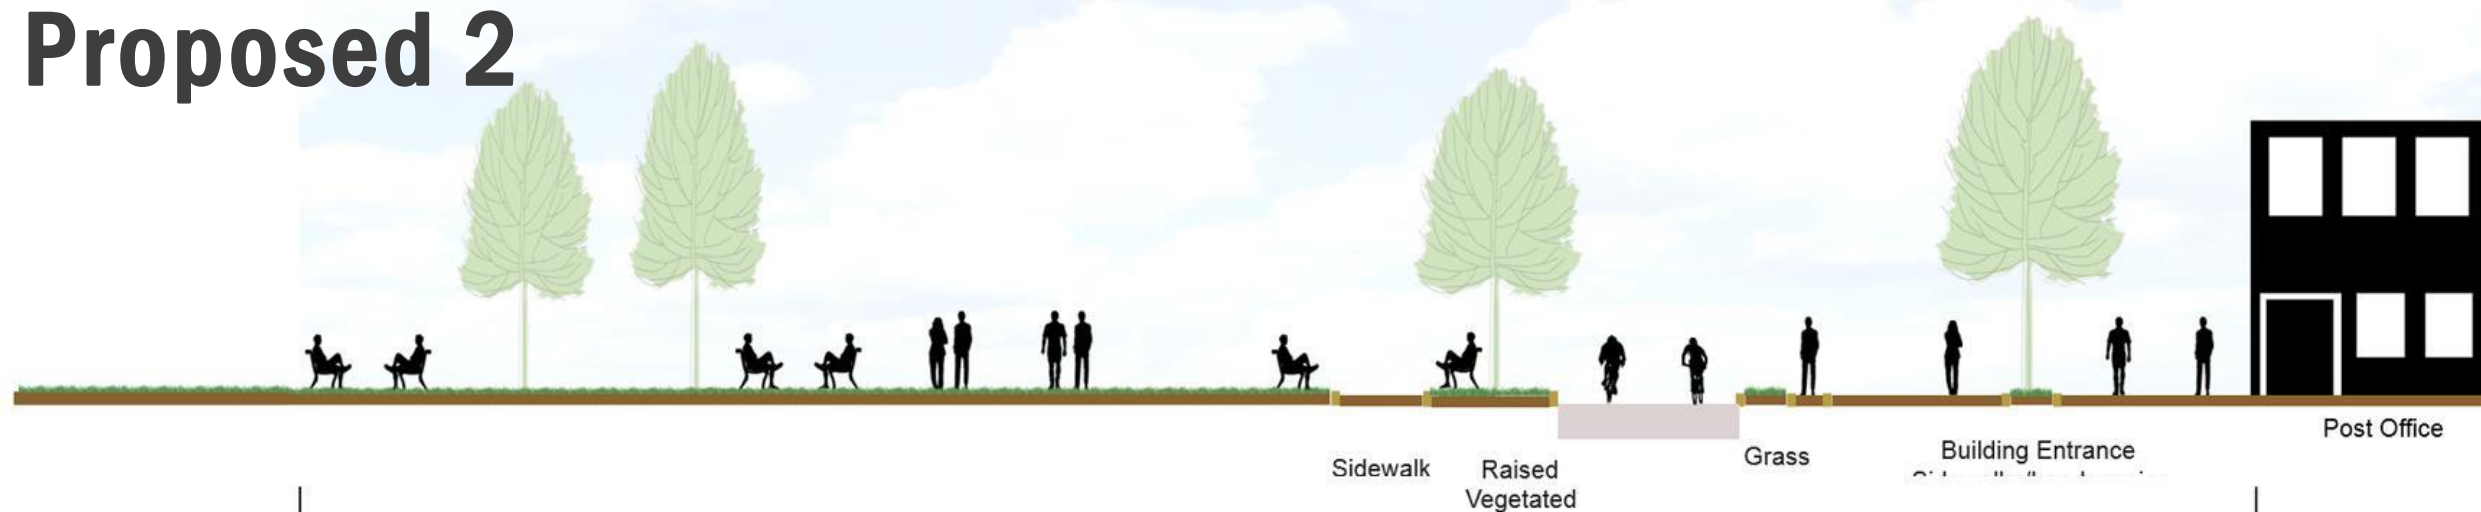 Proposed 2
Post Office
Building Entrance
Grass
Sidewalk
Raised
Vegetated